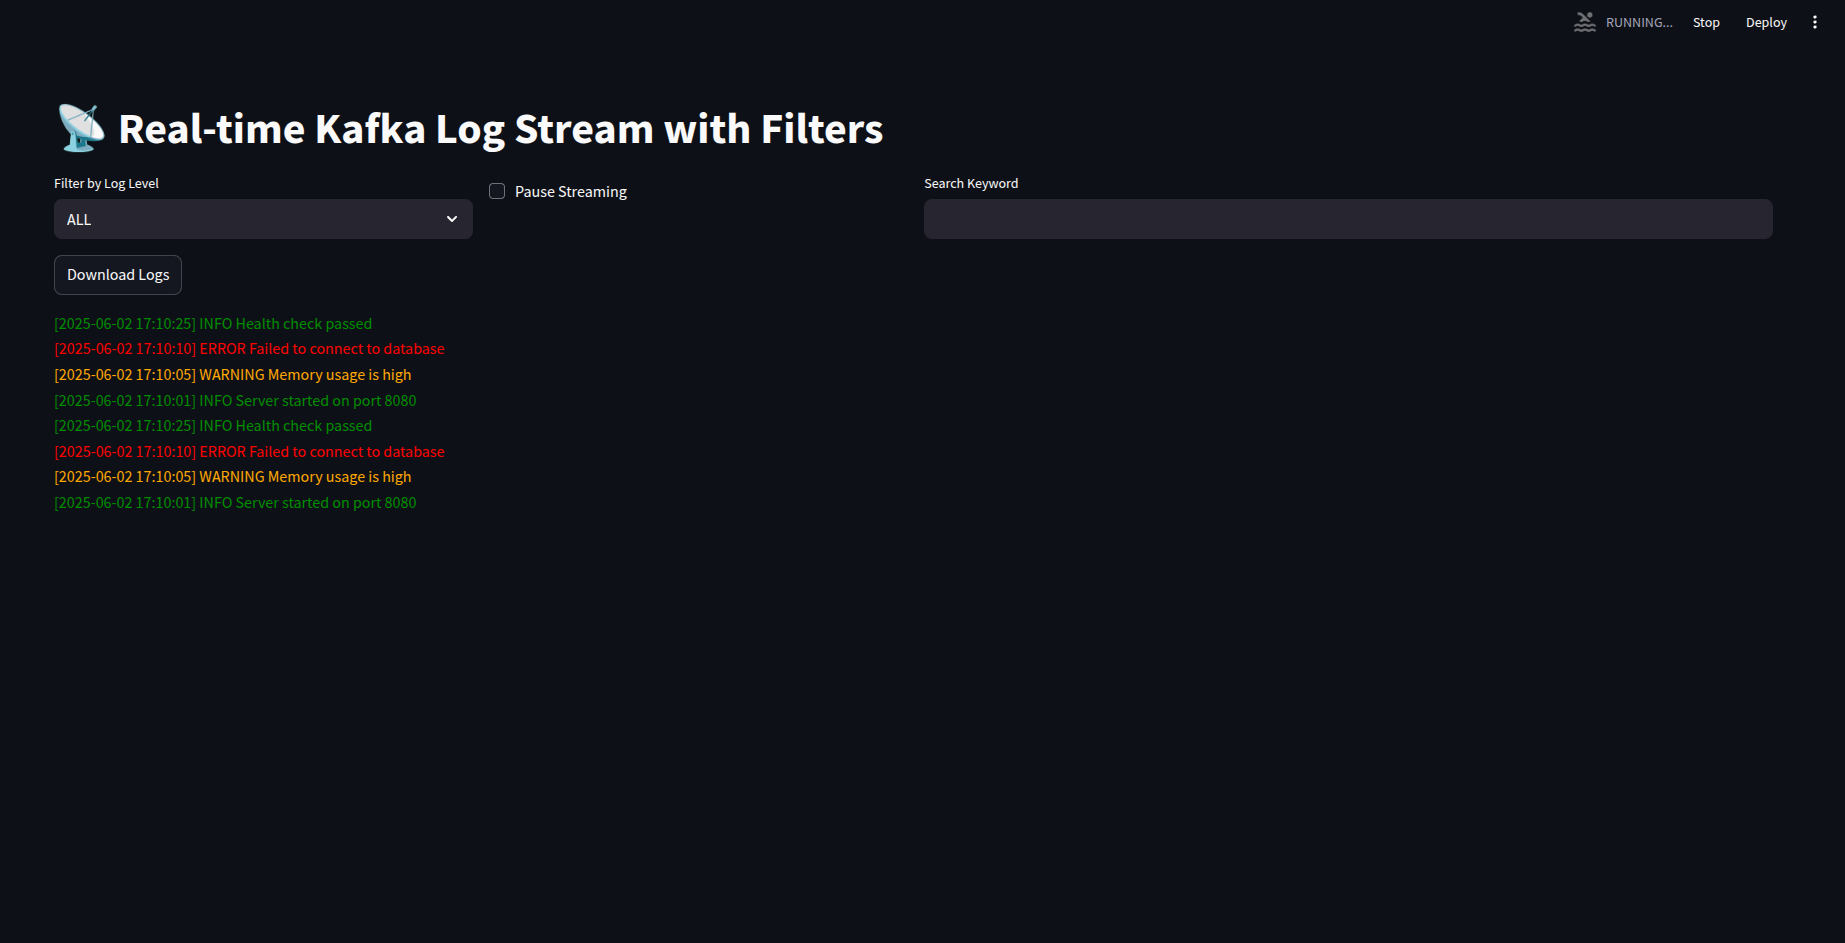 RUNNING...
Stop
Deploy
Real-time Kafka Log Stream with Filters
Filter by Log Level
ALL
Pause Streaming
Search Keyword
Download Logs
[2025-06-02 17:10:25] INFO Health check passed
[2025-06-02 17:10:10] ERROR Failed to connect to database
[2025-06-02 17:10:05] WARNING Memory usage is high
[2025-06-02 17:10:01] INFO Server started on port 8080
[2025-06-02 17:10:25] INFO Health check passed
[2025-06-02 17:10:10] ERROR Failed to connect to database
[2025-06-02 17:10:05] WARNING Memory usage is high
[2025-06-02 17:10:01] INFO Server started on port 8080